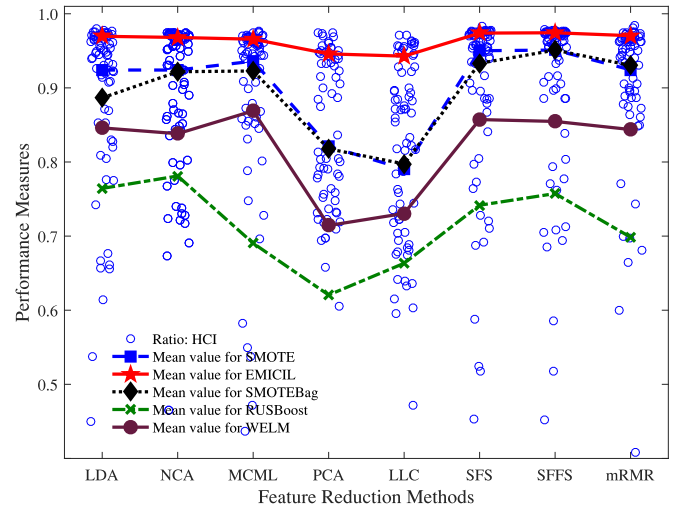 1.0
0.9
0.8
0.7
0.6
0.5
Performance Measures
Ratio: HCI
Mean value for SMOTE
Mean value for EMICIL
Mean value for SMOTEBag
Mean value for RUSBoost
Mean value for WELM
LDA NCA MCML PCA LLC SFS SFFS mRMR
Feature Reduction Methods